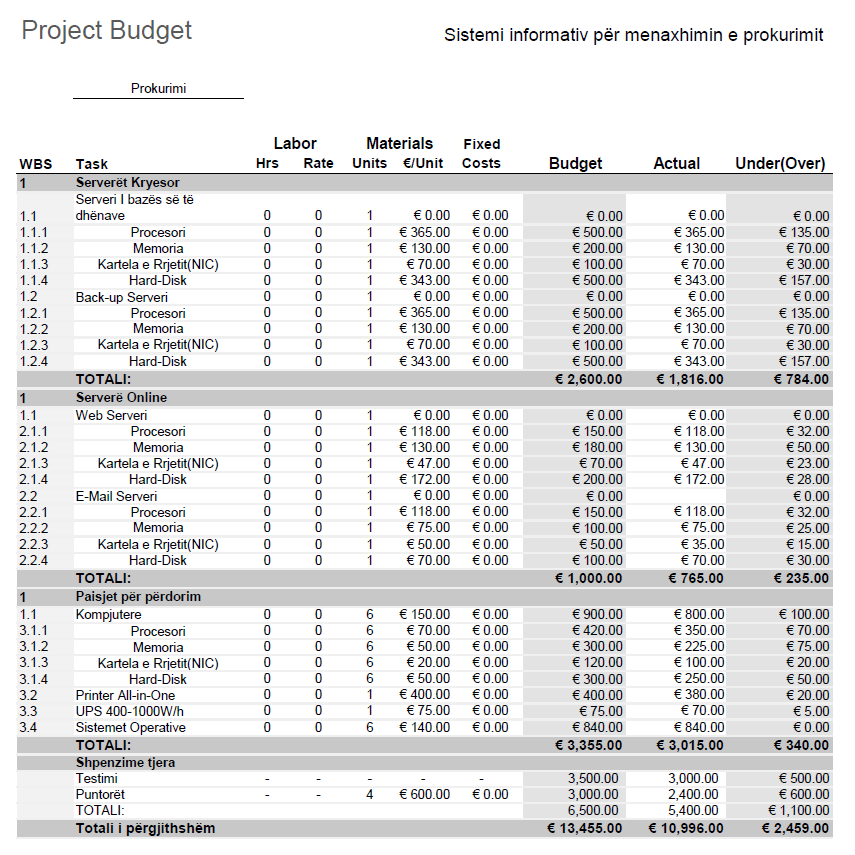 Project Budget
Sistemi informativ për menaxhimin e prokurimit
Prokurimi
Labor Materials Fixed
WBS Task Hrs Rate Units €/Unit Costs Budget Actual Under(Over)
1 Serverët Kryesor
Serveri I bazës së të
1.1 dhënave 0 0 1 € 0.00 € 0.00 € 0.00 € 0.00 € 0.00
1.1.1 Procesori 0 0 1 € 365.00 € 0.00 € 500.00 € 365.00 € 135.00
1.1.2 Memoria 0 0 1 € 130.00 € 0.00 € 200.00 € 130.00 € 70.00
1.1.3 Kartela e Rrjetit(NIC) 0 0 1 € 70.00 € 0.00 € 100.00 € 70.00 € 30.00
1.1.4 Hard-Disk 0 0 1 € 343.00 € 0.00 € 500.00 € 343.00 € 157.00
1.2 Back-up Serveri 0 0 1 € 0.00 € 0.00 € 0.00 € 0.00 € 0.00
1.2.1 Procesori 0 0 1 € 365.00 € 0.00 € 500.00 € 365.00 € 135.00
1.2.2 Memoria 0 0 1 € 130.00 € 0.00 € 200.00 € 130.00 € 70.00
1.2.3 Kartela e Rrjetit(NIC) 0 0 1 € 70.00 € 0.00 € 100.00 € 70.00 € 30.00
1.2.4 Hard-Disk 0 0 1 € 343.00 € 0.00 € 500.00 € 343.00 € 157.00
TOTALI: € 2,600.00 € 1,816.00 € 784.00
1 Serverë Online
1.1 Web Serveri 0 0 1 € 0.00 € 0.00 € 0.00 € 0.00 € 0.00
2.1.1 Procesori 0 0 1 € 118.00 € 0.00 € 150.00 € 118.00 € 32.00
2.1.2 Memoria 0 0 1 € 130.00 € 0.00 € 180.00 € 130.00 € 50.00
2.1.3 Kartela e Rrjetit(NIC) 0 0 1 € 47.00 € 0.00 € 70.00 € 47.00 € 23.00
2.1.4 Hard-Disk 0 0 1 € 172.00 € 0.00 € 200.00 € 172.00 € 28.00
2.2 E-Mail Serveri 0 0 1 € 0.00 € 0.00 € 0.00 € 0.00
2.2.1 Procesori 0 0 1 € 118.00 € 0.00 € 150.00 € 118.00 € 32.00
2.2.2 Memoria 0 0 1 € 75.00 € 0.00 € 100.00 € 75.00 € 25.00
2.2.3 Kartela e Rrjetit(NIC) 0 0 1 € 50.00 € 0.00 € 50.00 € 35.00 € 15.00
2.2.4 Hard-Disk 0 0 1 € 70.00 € 0.00 € 100.00 € 70.00 € 30.00
TOTALI: € 1,000.00 € 765.00 € 235.00
1 Paisjet për përdorim
1.1 Kompjutere 0 0 6 € 150.00 € 0.00 € 900.00 € 800.00 € 100.00
3.1.1 Procesori 0 0 6 € 70.00 € 0.00 € 420.00 € 350.00 € 70.00
3.1.2 Memoria 0 0 6 € 50.00 € 0.00 € 300.00 € 225.00 € 75.00
3.1.3 Kartela e Rrjetit(NIC) 0 0 6 € 20.00 € 0.00 € 120.00 € 100.00 € 20.00
3.1.4 Hard-Disk 0 0 6 € 50.00 € 0.00 € 300.00 € 250.00 € 50.00
3.2 Printer All-in-One 0 0 1 € 400.00 € 0.00 € 400.00 € 380.00 € 20.00
3.3 UPS 400-1000W/h 0 0 1 € 75.00 € 0.00 € 75.00 € 70.00 € 5.00
3.4 Sistemet Operative 0 0 6 € 140.00 € 0.00 € 840.00 € 840.00 € 0.00
TOTALI: € 3,355.00 € 3,015.00 € 340.00
Shpenzime tjera
Testimi - - - - - 3,500.00 3,000.00 € 500.00
Puntorët - - 4 € 600.00 € 0.00 3,000.00 2,400.00 € 600.00
TOTALI: 6,500.00 5,400.00 € 1,100.00
Totali i përgjithshëm € 13,455.00 € 10,996.00 € 2,459.00